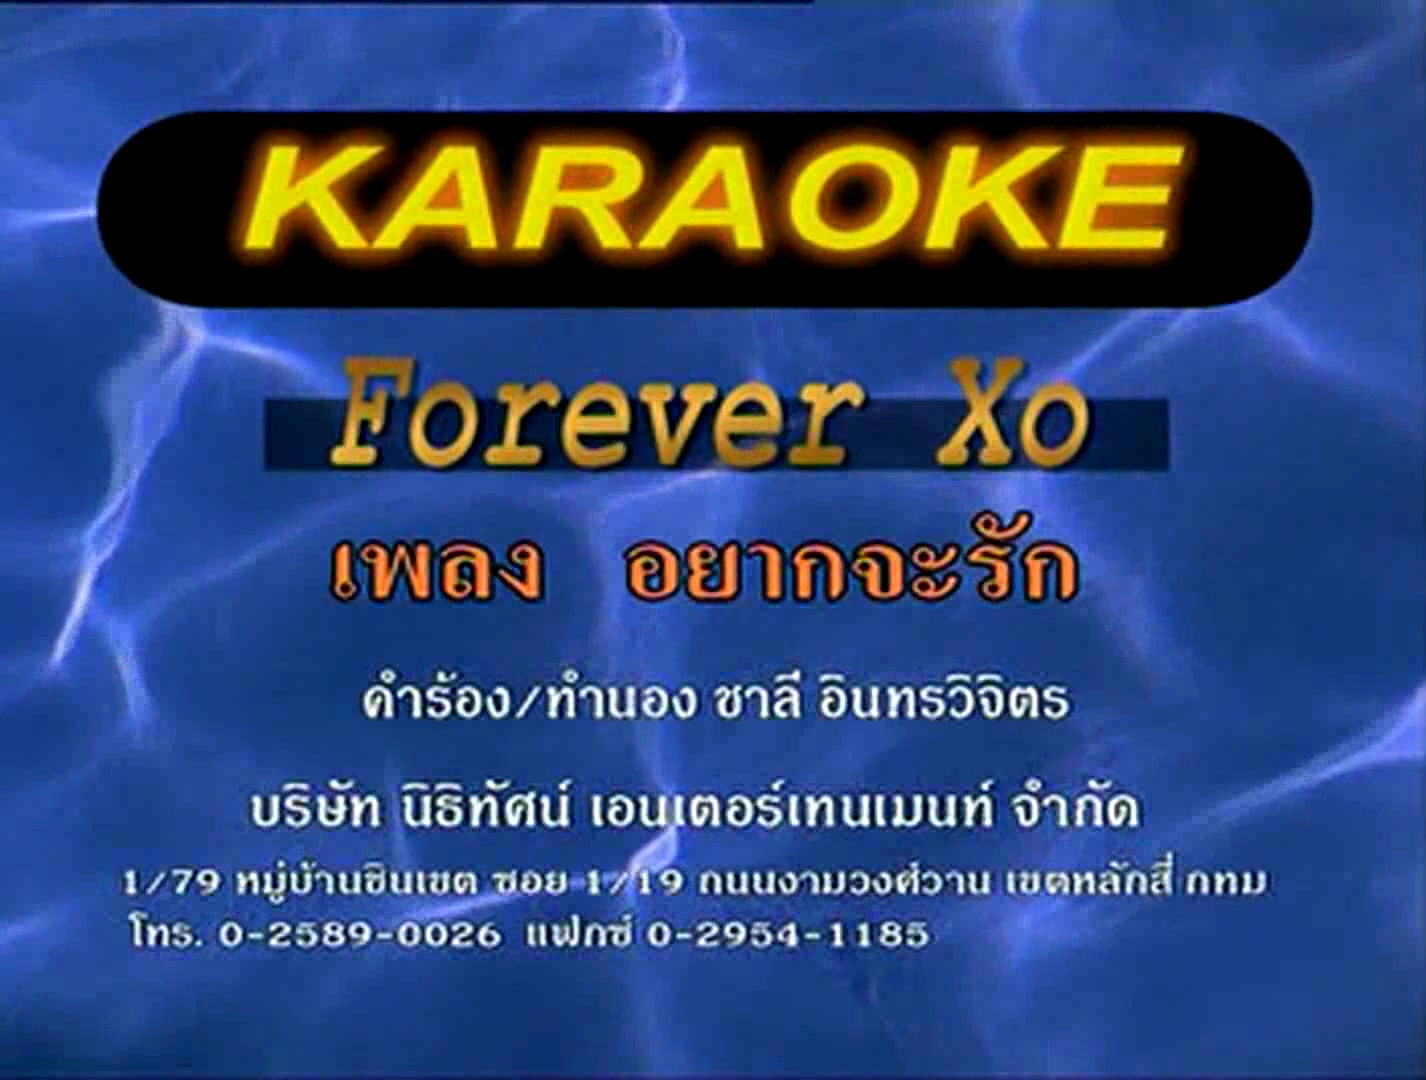 KARAOKE
Forever Xo
เพลง อยากจะรัก
คำร้อง/ทำนอง ชาลี อินทรวิจิตร
บริษัท นิธิทัศน์ เอนเตอร์เทนเมนท์ จำกัด
1/79 หมู่บ้านชินเขต ซอย 1/19 ถนนงามวงศ์วาน เขตหลักสี่ กทม
โทร. 0-2589-0026 แฟกซ์ 0-2954-1185